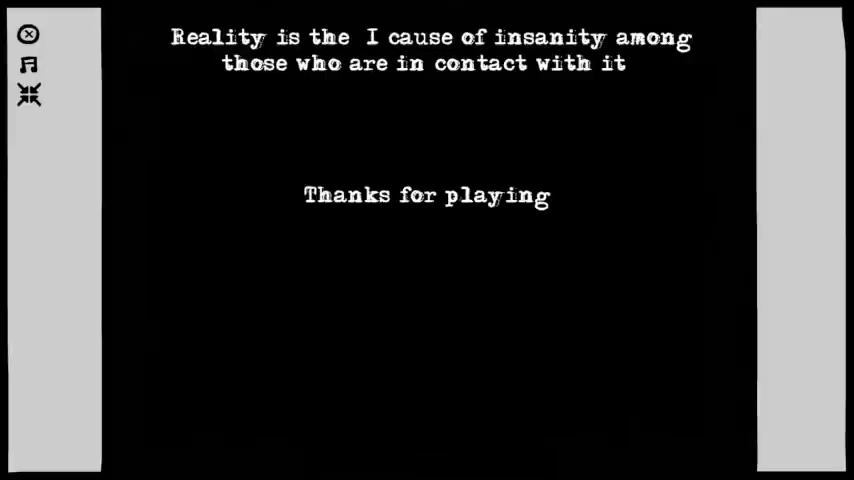 Reality is the I cause of insanity among
those who are in contact with it
Thanks for playing